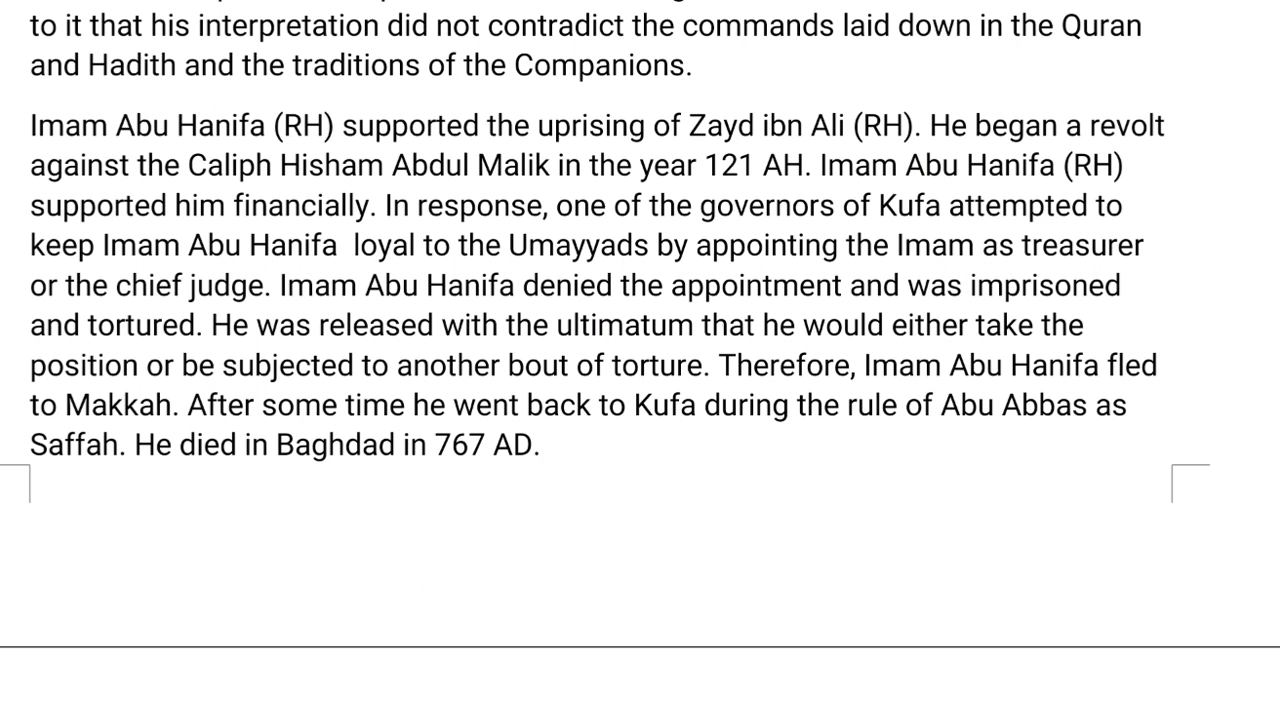 to it that his interpretation did not contradict the commands laid down in the Quran
and Hadith and the traditions of the Companions.
Imam Abu Hanifa (RH) supported the uprising of Zayd ibn Ali (RH). He began a revolt
against the Caliph Hisham Abdul Malik in the year 121 AH. Imam Abu Hanifa (RH)
supported him financially. In response, one of the governors of Kufa attempted to
keep Imam Abu Hanifa  loyal to the Umayyads by appointing the Imam as treasurer
or the chief judge. Imam Abu Hanifa denied the appointment and was imprisoned
and tortured. He was released with the ultimatum that he would either take the
position or be subjected to another bout of torture. Therefore, Imam Abu Hanifa fled
to Makkah. After some time he went back to Kufa during the rule of Abu Abbas as
Saffah. He died in Baghdad in 767 AD.